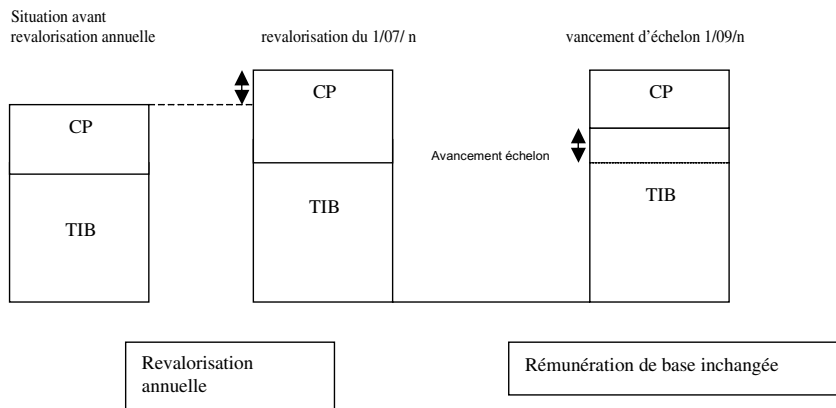 Situation avant
revalorisation annuelle
revalorisation du 1/07/ n
vancement d'échelon 1/09/n
CP
TIB
CP
TIB
Avancement échelon
CP
TIB
Revalorisation
annuelle
Rémunération de base inchangée